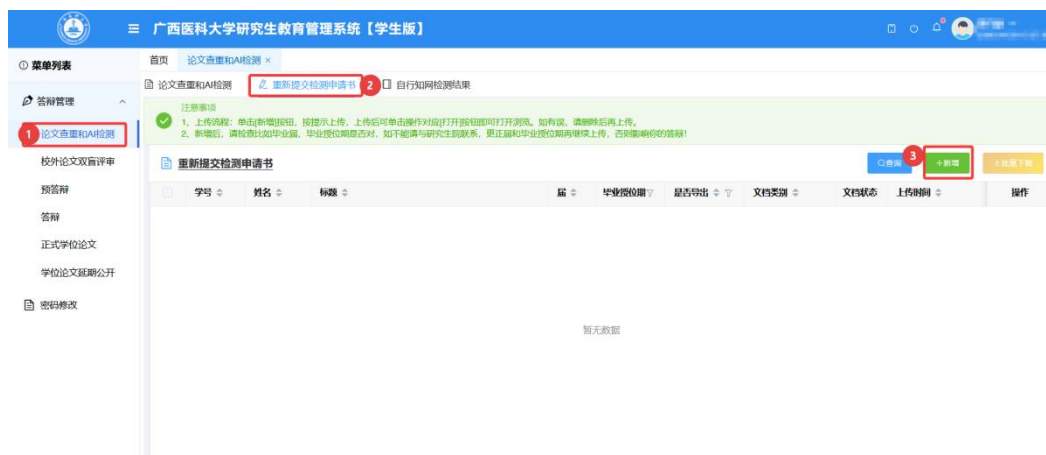 广西医科大学研究生教育管理系统【学生版】
菜单列表
首页 论文查重和AI检测 ×
论文查重和AI检测 重新提交检测申请书 2 自行知网检测结果
答辩管理
注意事项
1、上传流程：单击[新增]按钮，按提示上传，上传后可单击操作对应[打开]按钮即可打开浏览。如有误，请删除后再上传。
2、新增后，请检查比如毕业届、毕业授位期是否对，如不能请与研究生院联系，更正届和毕业授位期再继续上传，否则影响你的答辩！
1 论文查重和AI检测
校外论文双盲评审
重新提交检测申请书
查询 3 +新增
学号 姓名 标题 届 毕业授位期 是否导出 文档类别 文档状态 上传时间 操作
预答辩
答辩
正式学位论文
学位论文延期公开
密码修改
暂无数据